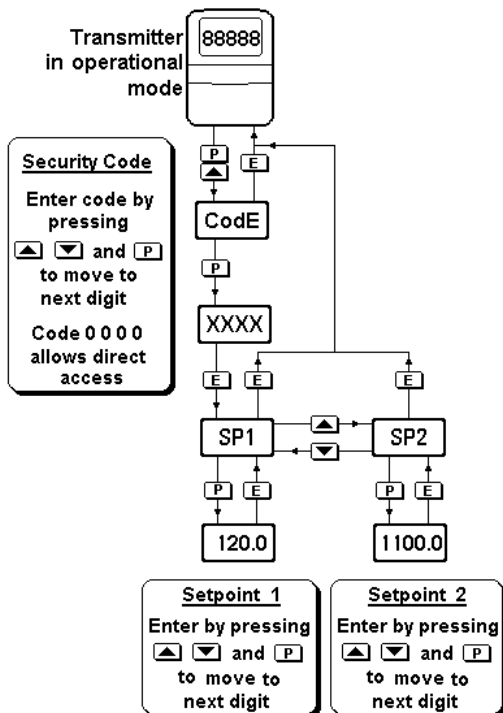 Transmitter
in operational
mode
88888
P
E
Security Code
Enter code by
pressing
and P
to move to
next digit
Code 0 0 0 0
allows direct
access
CodE
P
XXXX
E E E
SP1 SP2
P E P E
120.0 1100.0
Setpoint 1
Enter by pressing
and P
to move to
next digit
Setpoint 2
Enter by pressing
and P
to move to
next digit